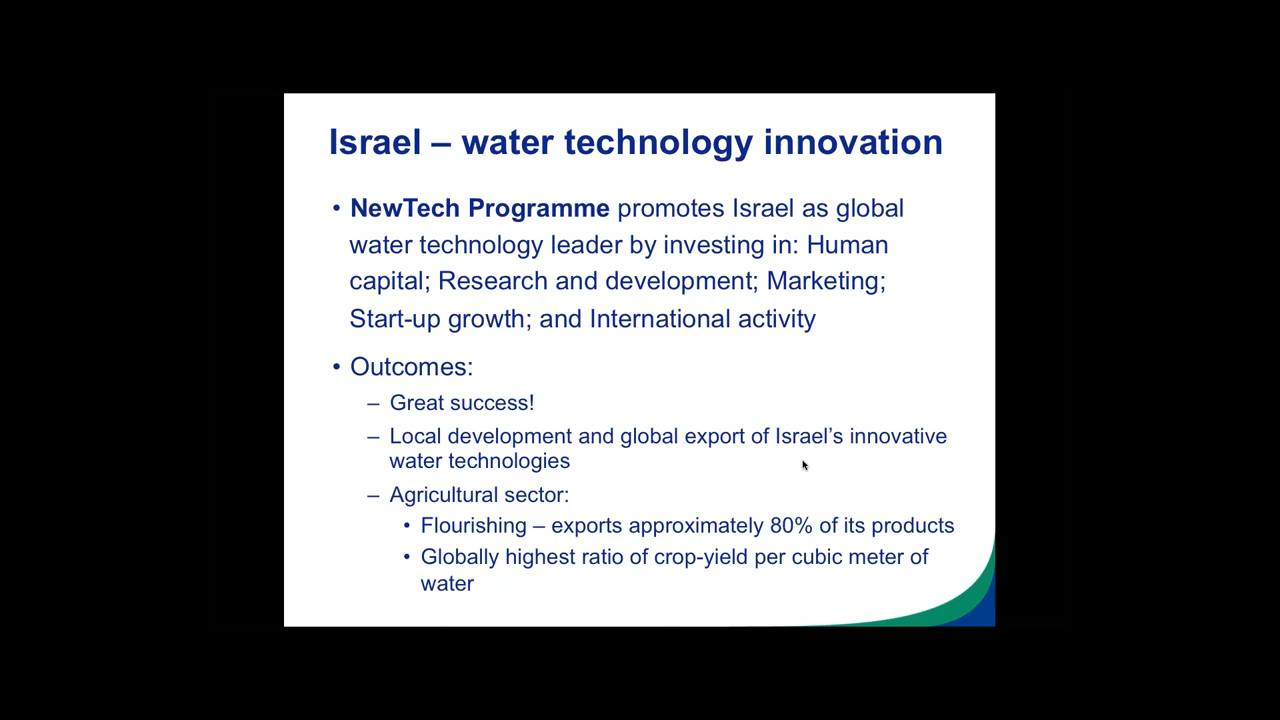 Israel – water technology innovation
• NewTech Programme promotes Israel as global
water technology leader by investing in: Human
capital; Research and development; Marketing;
Start-up growth; and International activity
• Outcomes:
– Great success!
– Local development and global export of Israel’s innovative
water technologies
– Agricultural sector:
• Flourishing – exports approximately 80% of its products
• Globally highest ratio of crop-yield per cubic meter of
water